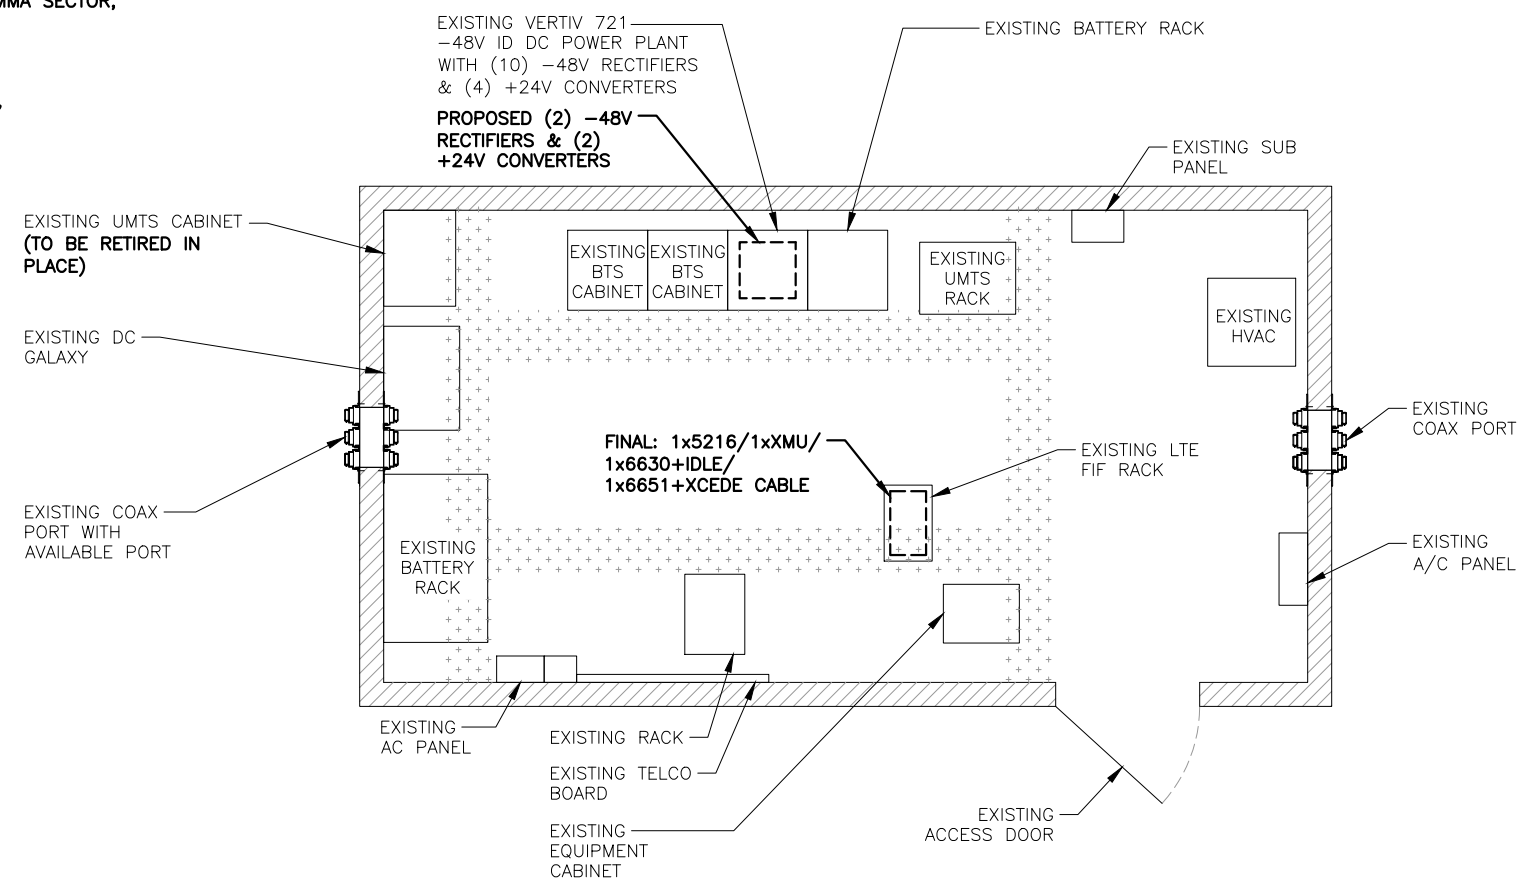 EXISTING VERTIV 721
-48V ID DC POWER PLANT
WITH (10) -48V RECTIFIERS
& (4) +24V CONVERTERS
PROPOSED (2) -48V
RECTIFIERS & (2)
+24V CONVERTERS
EXISTING BATTERY RACK
EXISTING SUB
PANEL
EXISTING UMTS CABINET
(TO BE RETIRED IN
PLACE)
EXISTING
BTS
CABINET
EXISTING
BTS
CABINET
EXISTING
UMTS
RACK
EXISTING
HVAC
EXISTING DC
GALAXY
EXISTING
COAX PORT
FINAL: 1x5216/1xXMU/
1x6630+IDLE/
1x6651+XCEDE CABLE
EXISTING LTE
FIF RACK
EXISTING COAX
PORT WITH
AVAILABLE PORT
EXISTING
BATTERY
RACK
EXISTING
A/C PANEL
EXISTING
AC PANEL
EXISTING RACK
EXISTING TELCO
BOARD
EXISTING
EQUIPMENT
CABINET
EXISTING
ACCESS DOOR
SECTOR,